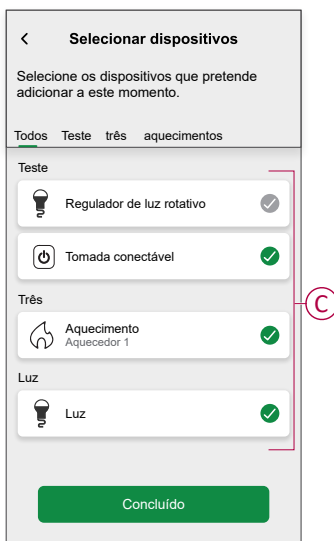 Selecionar dispositivos
Selecione os dispositivos que pretende
adicionar a este momento.
Todos Teste três aquecimentos
Teste
Regulador de luz rotativo
Tomada conectável
Três
Aquecimento
Aquecedor 1
C
Luz
Luz
Concluído